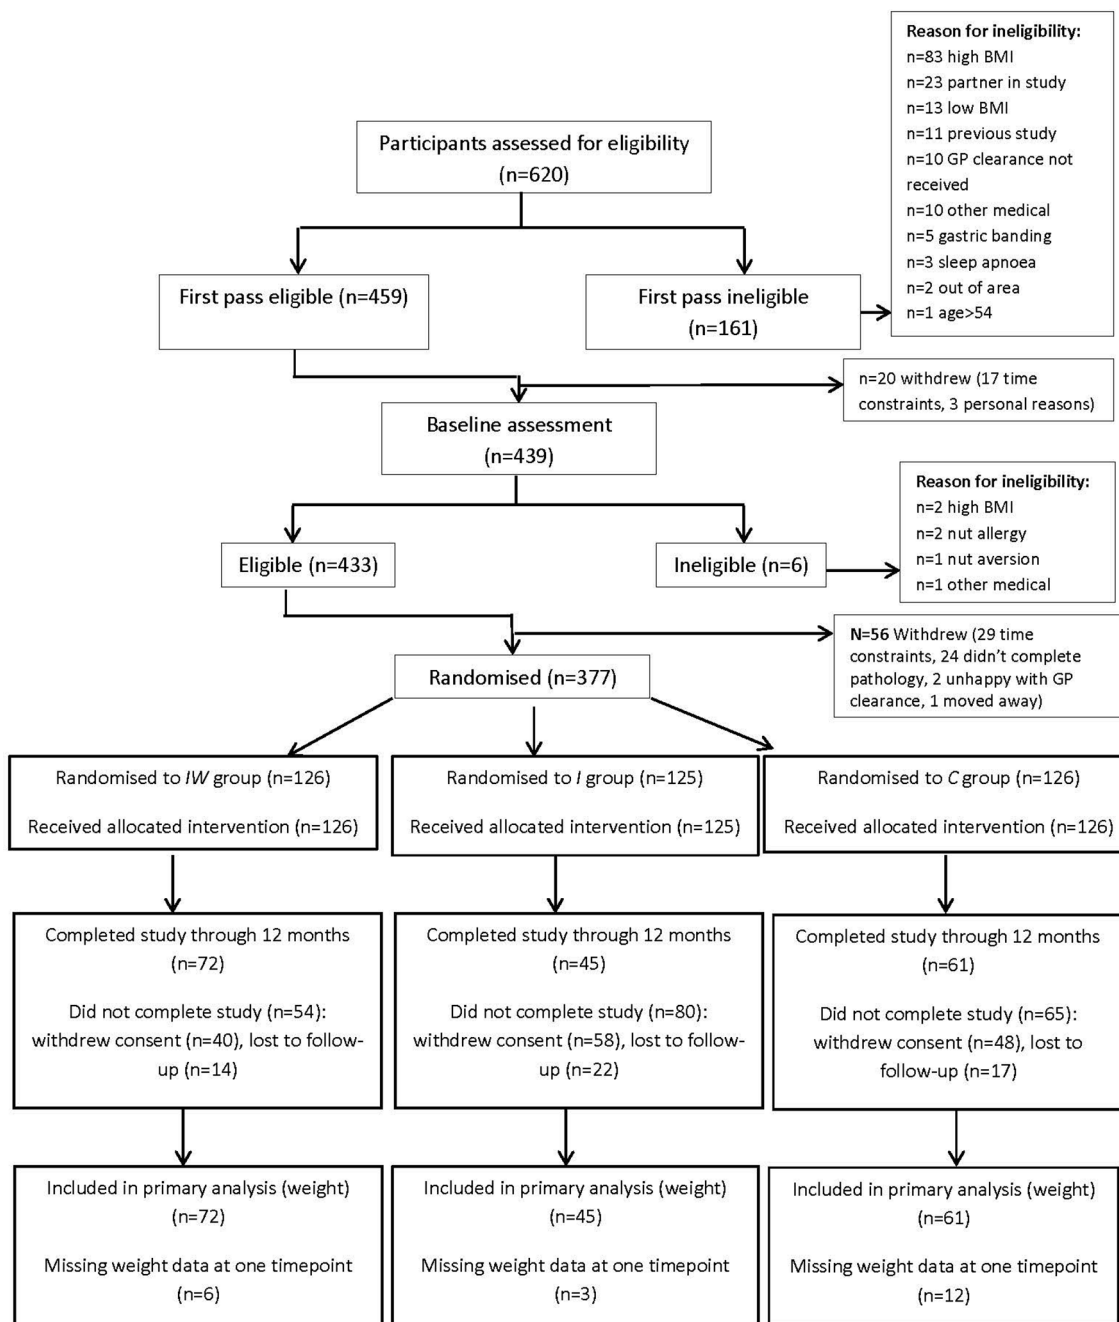 Participants assessed for eligibility
(n=620)
Reason for ineligibility:
n=83 high BMI
n=23 partner in study
n=13 low BMI
n=11 previous study
n=10 GP clearance not
received
n=10 other medical
n=5 gastric banding
n=3 sleep apnoea
n=2 out of area
n=1 age>54
First pass eligible (n=459)
First pass ineligible
(n=161)
n=20 withdrew (17 time
constraints, 3 personal reasons)
Baseline assessment
(n=439)
Reason for ineligibility:
n=2 high BMI
n=2 nut allergy
n=1 nut aversion
n=1 other medical
Eligible (n=433)
Ineligible (n=6)
N=56 Withdrew (29 time
constraints, 24 didn't complete
pathology, 2 unhappy with GP
clearance, 1 moved away)
Randomised (n=377)
Randomised to IW group (n=126)
Received allocated intervention (n=126)
Randomised to I group (n=125)
Received allocated intervention (n=125)
Randomised to C group (n=126)
Received allocated intervention (n=126)
Completed study through 12 months
(n=72)
Did not complete study (n=54):
withdrew consent (n=40), lost to follow-
up (n=14)
Completed study through 12 months
(n=45)
Did not complete study (n=80):
withdrew consent (n=58), lost to follow-
up (n=22)
Completed study through 12 months
(n=61)
Did not complete study (n=65):
withdrew consent (n=48), lost to
follow-up (n=17)
Included in primary analysis (weight)
(n=72)
Missing weight data at one timepoint
(n=6)
Included in primary analysis (weight)
(n=45)
Missing weight data at one timepoint
(n=3)
Included in primary analysis (weight)
(n=61)
Missing weight data at one timepoint
(n=12)